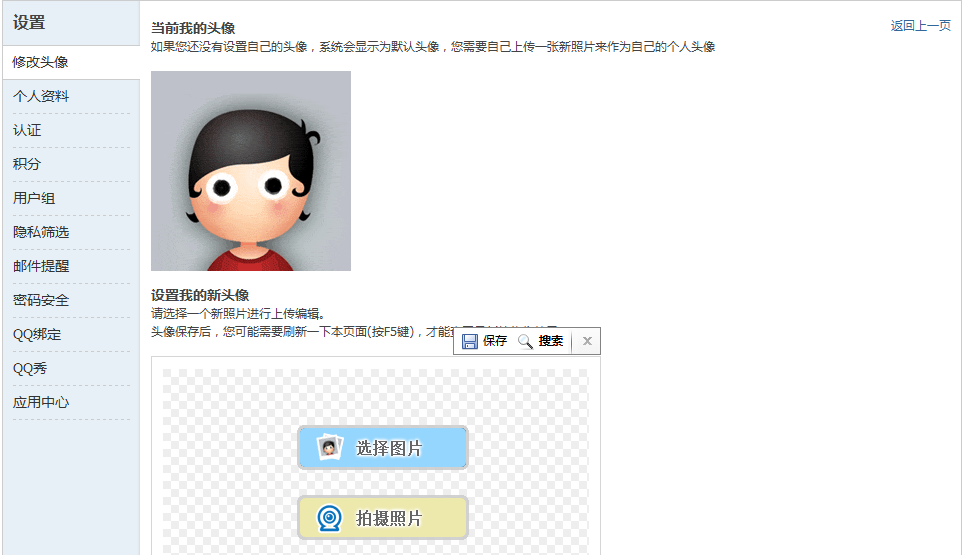 设置
修改头像
个人资料
认证
积分
用户组
隐私筛选
邮件提醒
密码安全
QQ绑定
QQ秀
应用中心
当前我的头像
返回上一页
如果您还没有设置自己的头像，系统会显示为默认头像，您需要自己上传一张新照片来作为自己的个人头像
设置我的新头像
请选择一个新照片进行上传编辑。
头像保存后，您可能需要刷新一下本页面(按F5键)，才能
保存 搜索 x
选择图片
拍摄照片